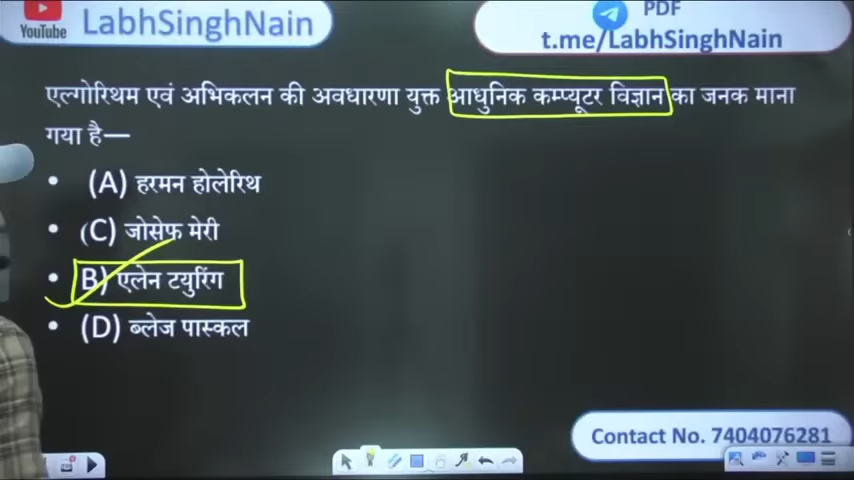 YouTube
LabhSinghNain
PDF
t.me/LabhSinghNain
एल्गोरिथम एवं अभिकलन की अवधारणा युक्त आधुनिक कम्प्यूटर विज्ञान का जनक माना
गया है—
• (A) हरमन होलेरिथ
• (C) जोसेफ मेरी
• B) एलेन टयुरिंग
• (D) ब्लेज पास्कल
Contact No. 7404076281